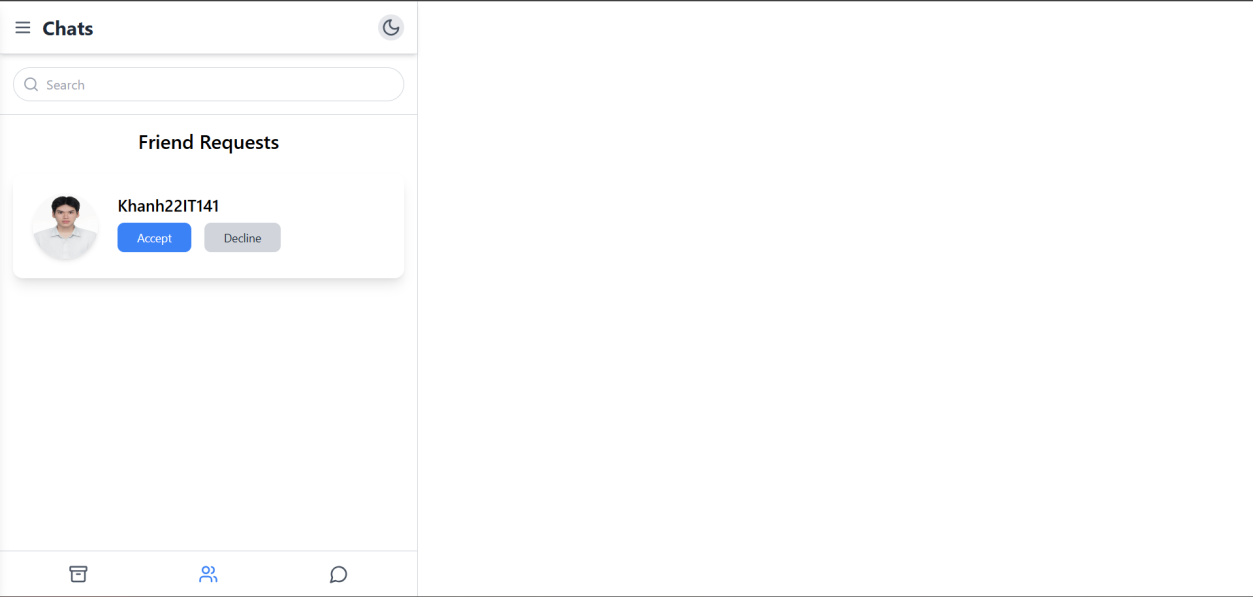 Chats
Search
Friend Requests
Khanh22IT141
Accept Decline